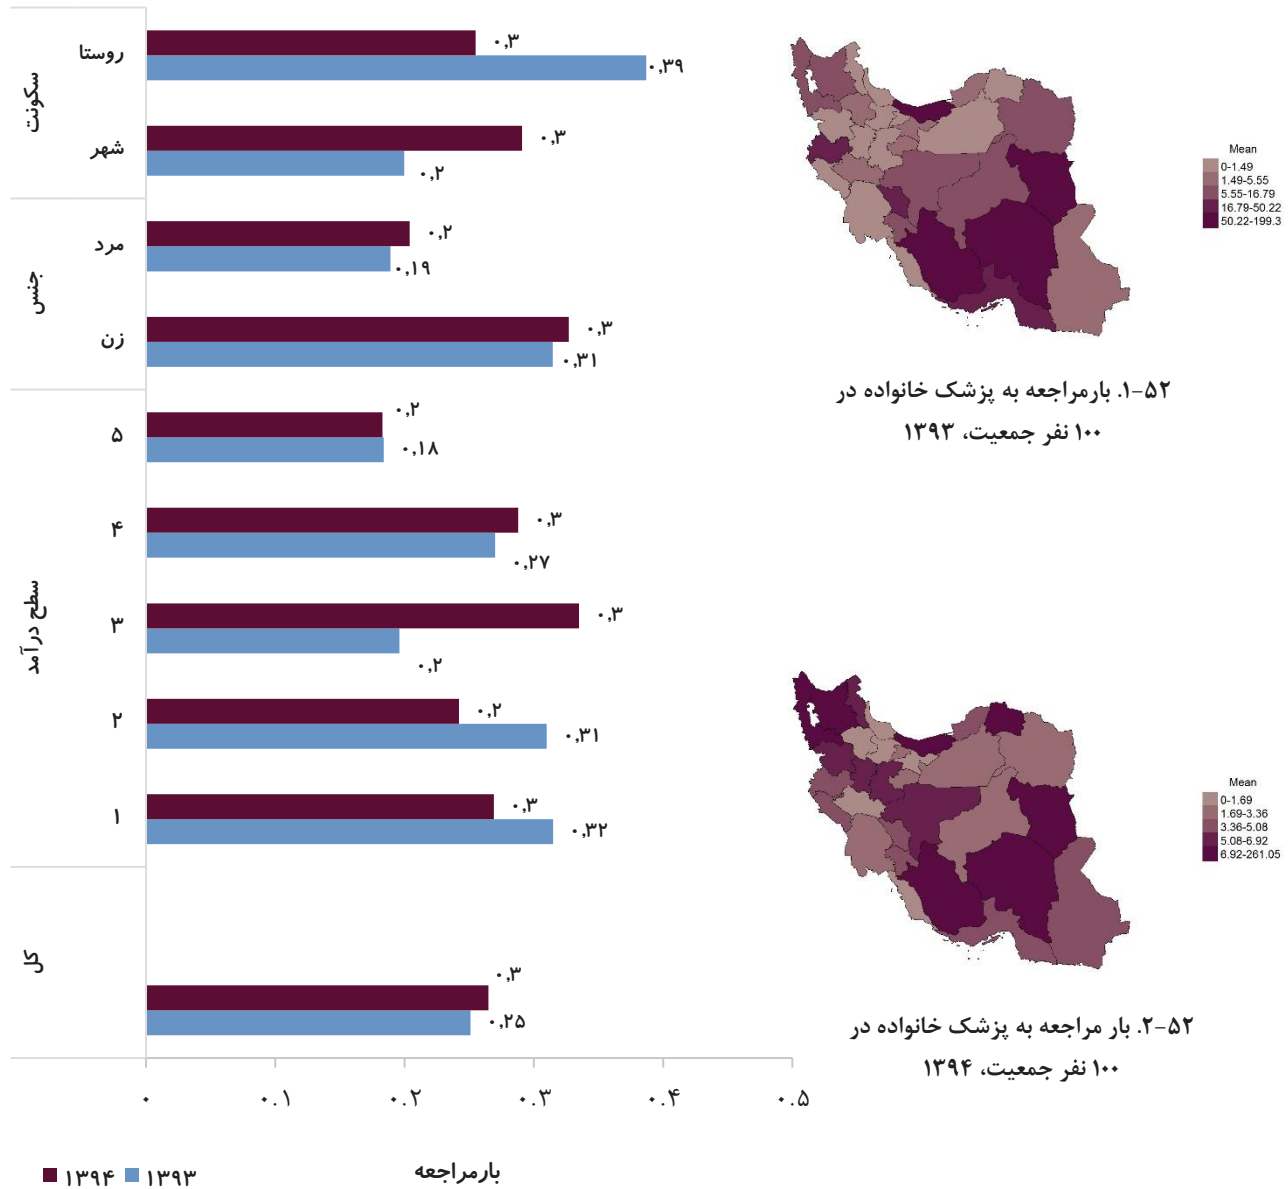 سکونت
روستا
۰,۳
۰,۳۹
شهر
۰,۳
۰,۲
جنس
مرد
۰,۲
۰,۱۹
زن
۰,۳
۰,۳۱
سطح درآمد
۵
۰,۲
۰,۱۸
۴
۰,۳
۰,۲۷
۳
۰,۳
۰,۲
۲
۰,۲
۰,۳۱
۱
۰,۳
۰,۳۲
کل
۰,۳
۰,۲۵
۰ ۰.۱ ۰.۲ ۰.۳ ۰.۴ ۰.۵
بارمراجعه
۱۳۹۴ ۱۳۹۳
Mean
0-1.49
1.49-5.55
5.55-16.79
16.79-50.22
50.22-199.3
۱-۵۲. بارمراجعه به پزشک خانواده در
۱۰۰ نفر جمعیت، ۱۳۹۳
Mean
0-1.69
1.69-3.36
3.36-5.08
5.08-6.92
6.92-261.05
۲-۵۲. بار مراجعه به پزشک خانواده در
۱۰۰ نفر جمعیت، ۱۳۹۴